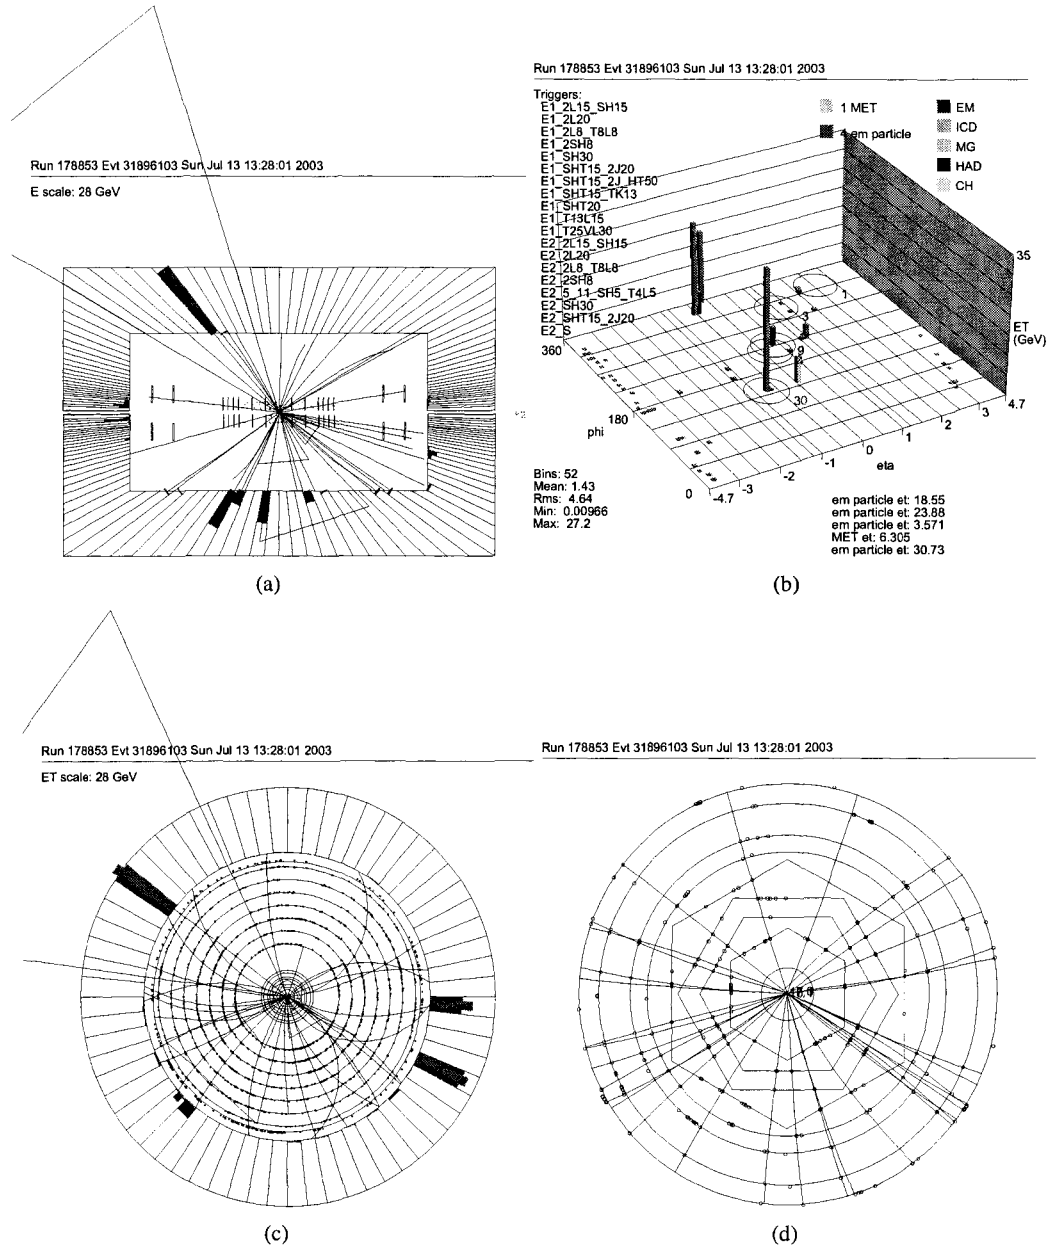 Run 178853 Evt 31896103 Sun Jul 13 13:28:01 2003
E scale: 28 GeV
(a)
Run 178853 Evt 31896103 Sun Jul 13 13:28:01 2003
Triggers:
E1_2L15_SH15
E1_2L20
E1_2L8_T8L8
E1_2SH8
E1_SH30
E1_SHT15_2J20
E1_SHT15_2J_HT50
E1_SHT15_TK13
E1_SHT20
E1_T13L15
E1_T25VL30
E2_2L15_SH15
E2_2L20
E2_2L8_T8L8
E2_2SH8
E2_5_11_SH5_T4L5
E2_SH30
E2_SHT15_2J20
E2_S
1 MET
4 em particle
EM
ICD
MG
HAD
CH
35
ET
(GeV)
4.7
3
2
1
0
-1
-2
-3
-4.7
eta
360
180
0
phi
1
3
9
30
Bins: 52
Mean: 1.43
Rms: 4.64
Min: 0.00966
Max: 27.2
em particle et: 18.55
em particle et: 23.88
em particle et: 3.571
MET et: 6.305
em particle et: 30.73
(b)
Run 178853 Evt 31896103 Sun Jul 13 13:28:01 2003
ET scale: 28 GeV
(c)
Run 178853 Evt 31896103 Sun Jul 13 13:28:01 2003
(d)